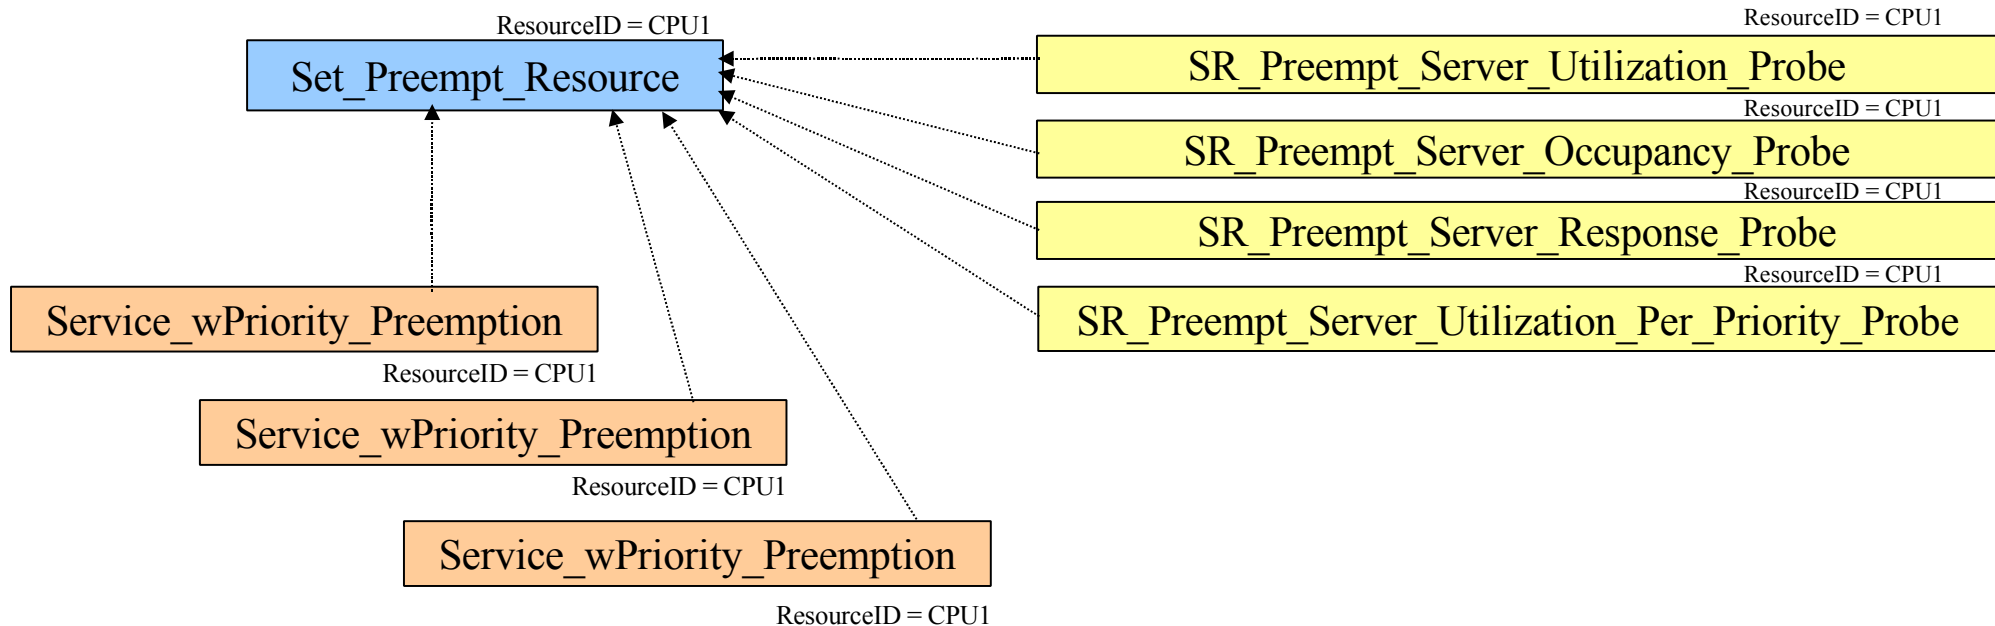 ResourceID = CPU1
Set_Preempt_Resource
ResourceID = CPU1
SR_Preempt_Server_Utilization_Probe
ResourceID = CPU1
SR_Preempt_Server_Occupancy_Probe
ResourceID = CPU1
SR_Preempt_Server_Response_Probe
ResourceID = CPU1
SR_Preempt_Server_Utilization_Per_Priority_Probe
Service_wPriority_Preemption
ResourceID = CPU1
Service_wPriority_Preemption
ResourceID = CPU1
Service_wPriority_Preemption
ResourceID = CPU1